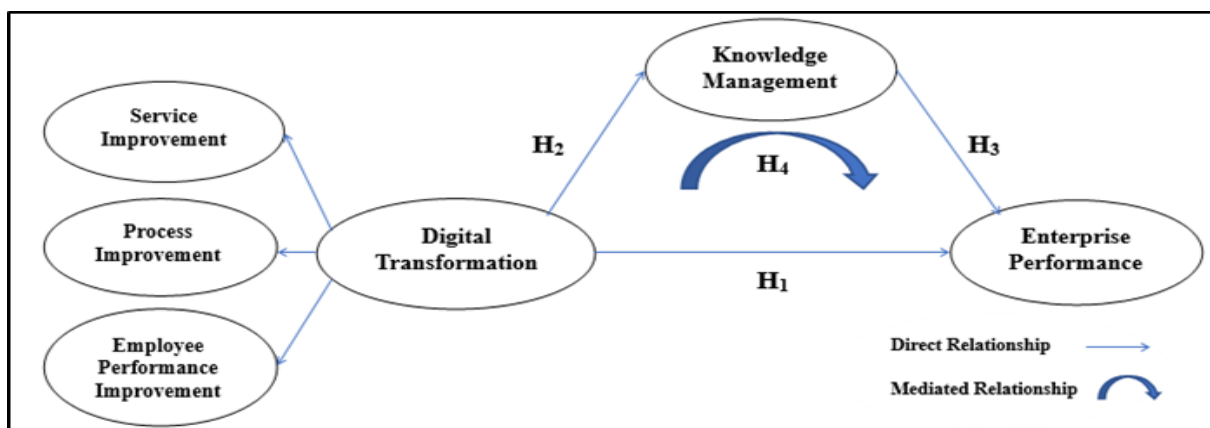 Knowledge
Management
Service
Improvement
H₂
H₃
H₄
Process
Improvement
Digital
Transformation
Enterprise
Performance
H₁
Employee
Performance
Improvement
Direct Relationship
Mediated Relationship